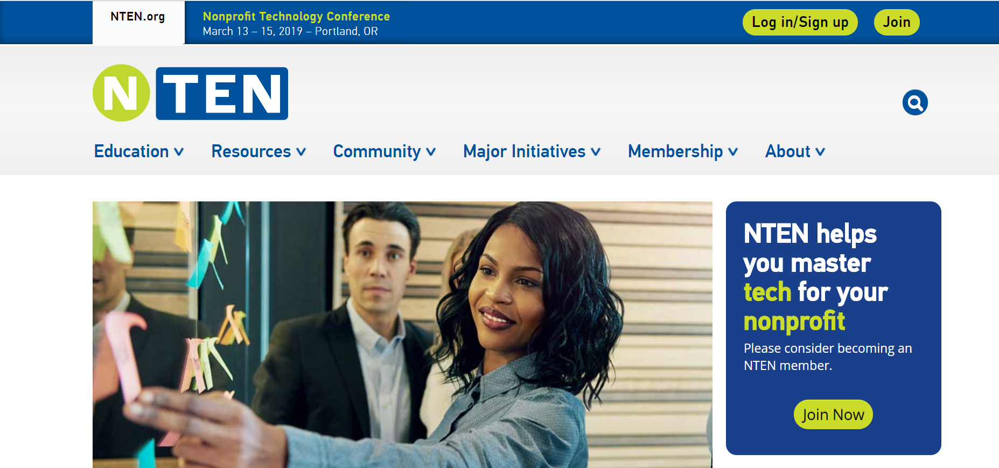 NTEN.org
Nonprofit Technology Conference
March 13 – 15, 2019 – Portland, OR
Log in/Sign up
Join
N TEN
Education
Resources
Community
Major Initiatives
Membership
About
NTEN helps
you master
tech for your
nonprofit
Please consider becoming an
NTEN member.
Join Now